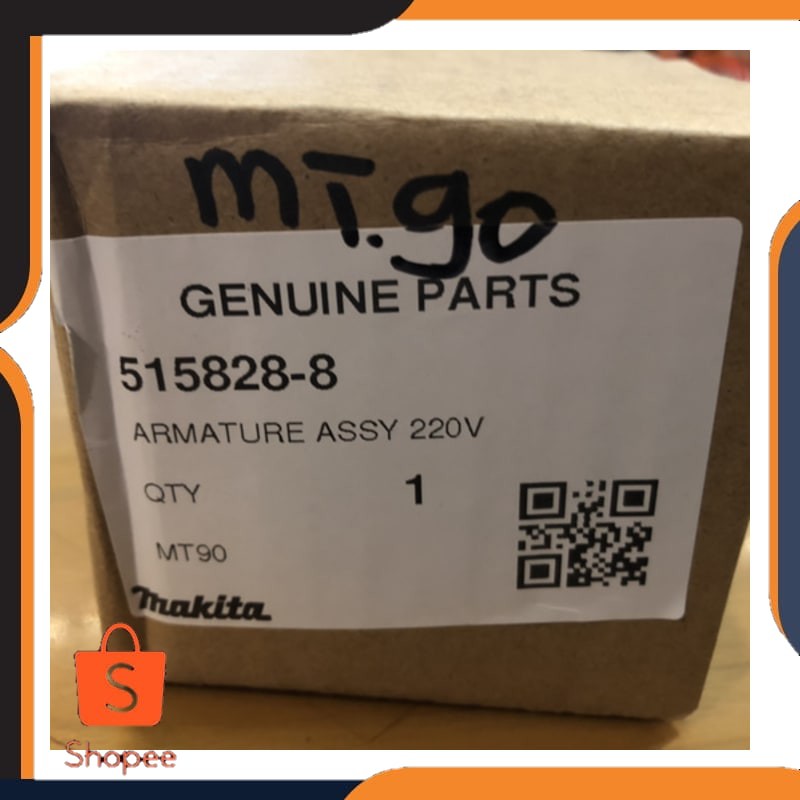 MT.90
GENUINE PARTS
515828-8
ARMATURE ASSY 220V
QTY 1
MT90
makita
S
Shopee